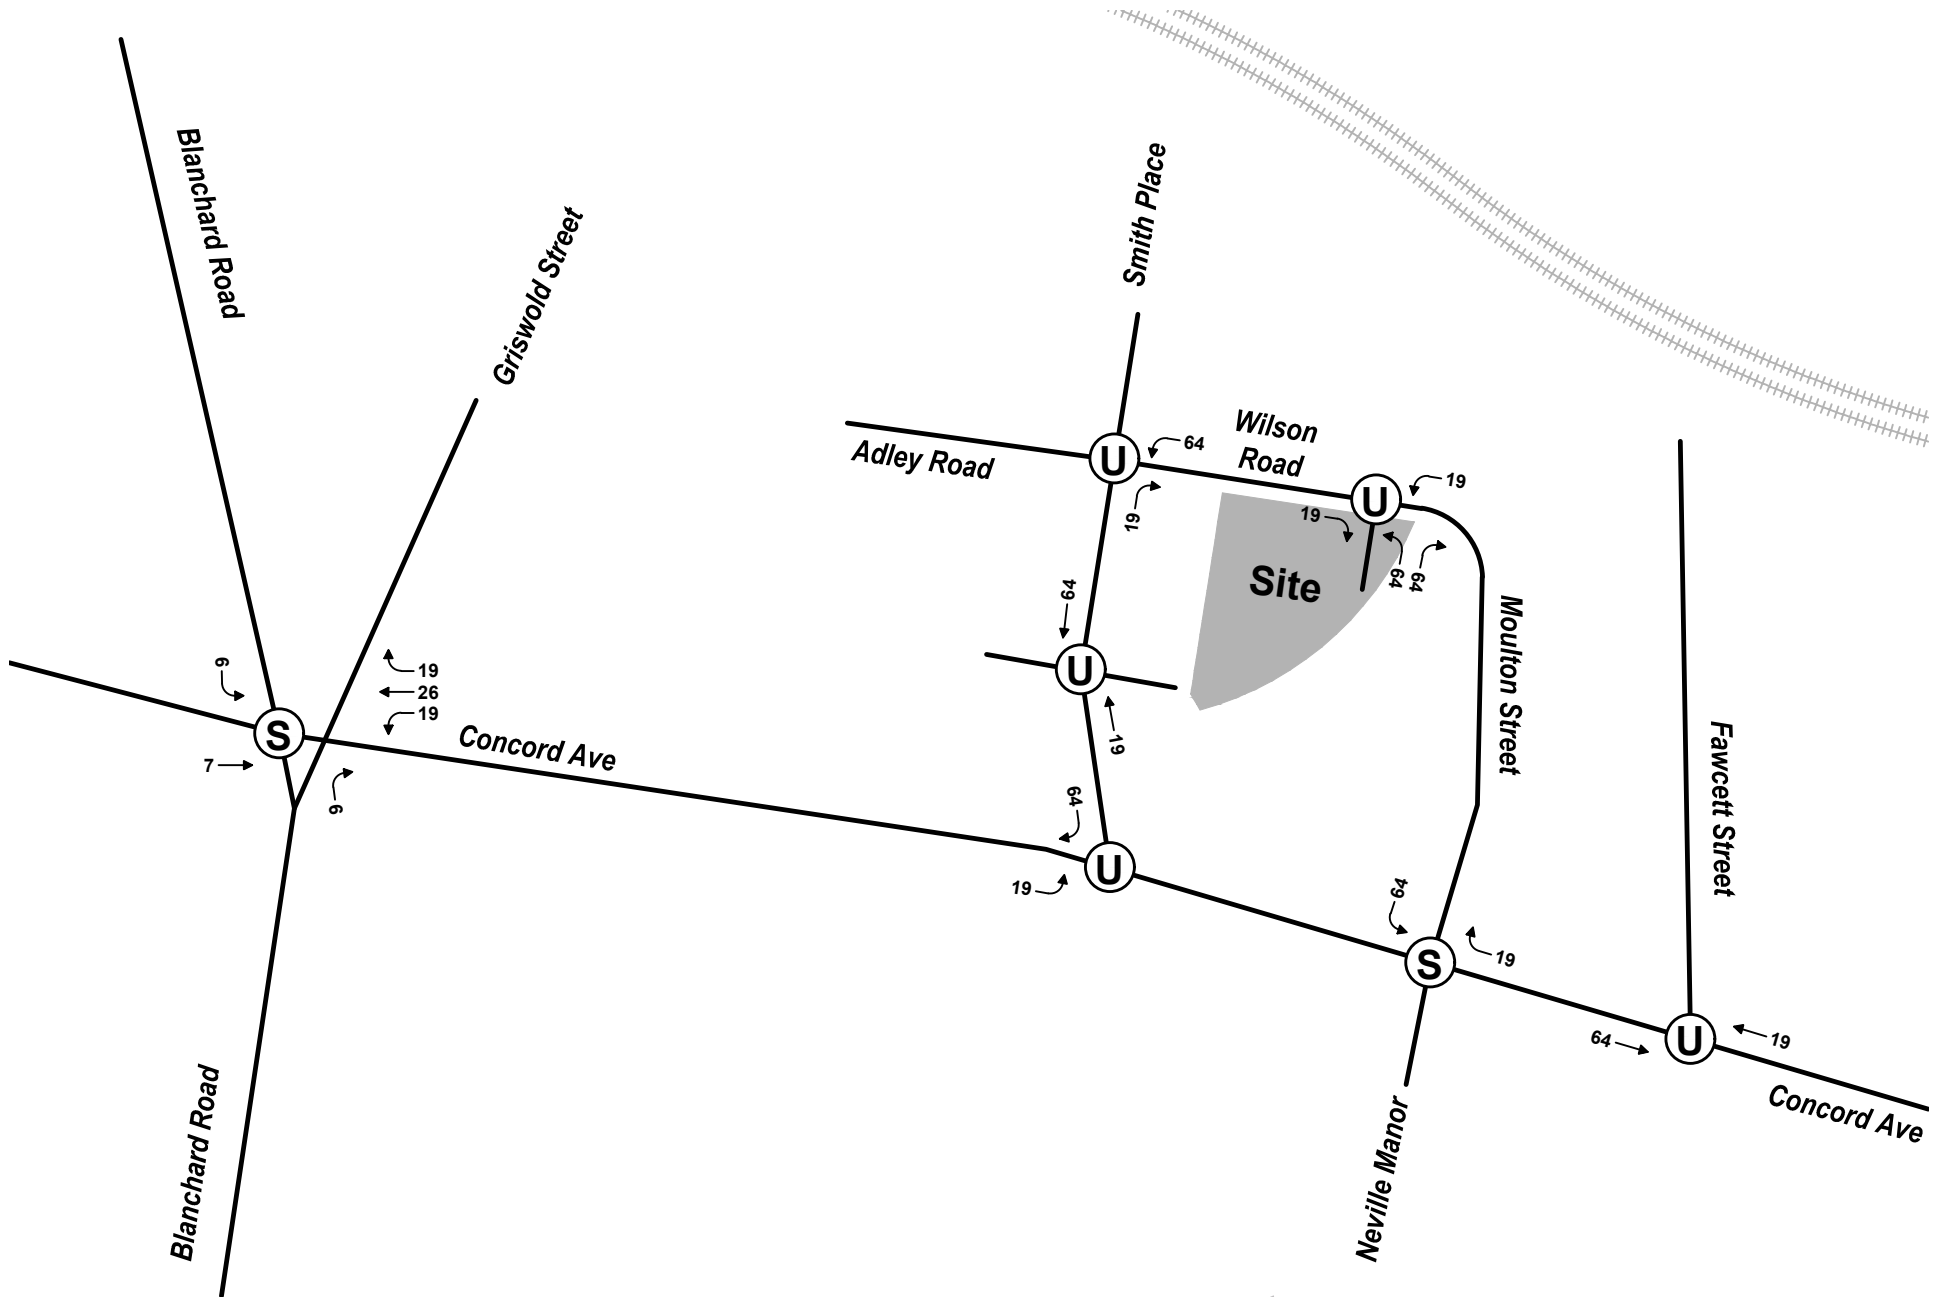 Blanchard Road
Griswold Street
Smith Place
Wilson
Road
Adley Road
64
19
19
19
64
64
Site
64
Moulton Street
Fawcett Street
6
19
26
19
7
6
Concord Ave
19
64
19
64
19
64
19
Concord Ave
Blanchard Road
Neville Manor
U
U
U
U
S
S
U